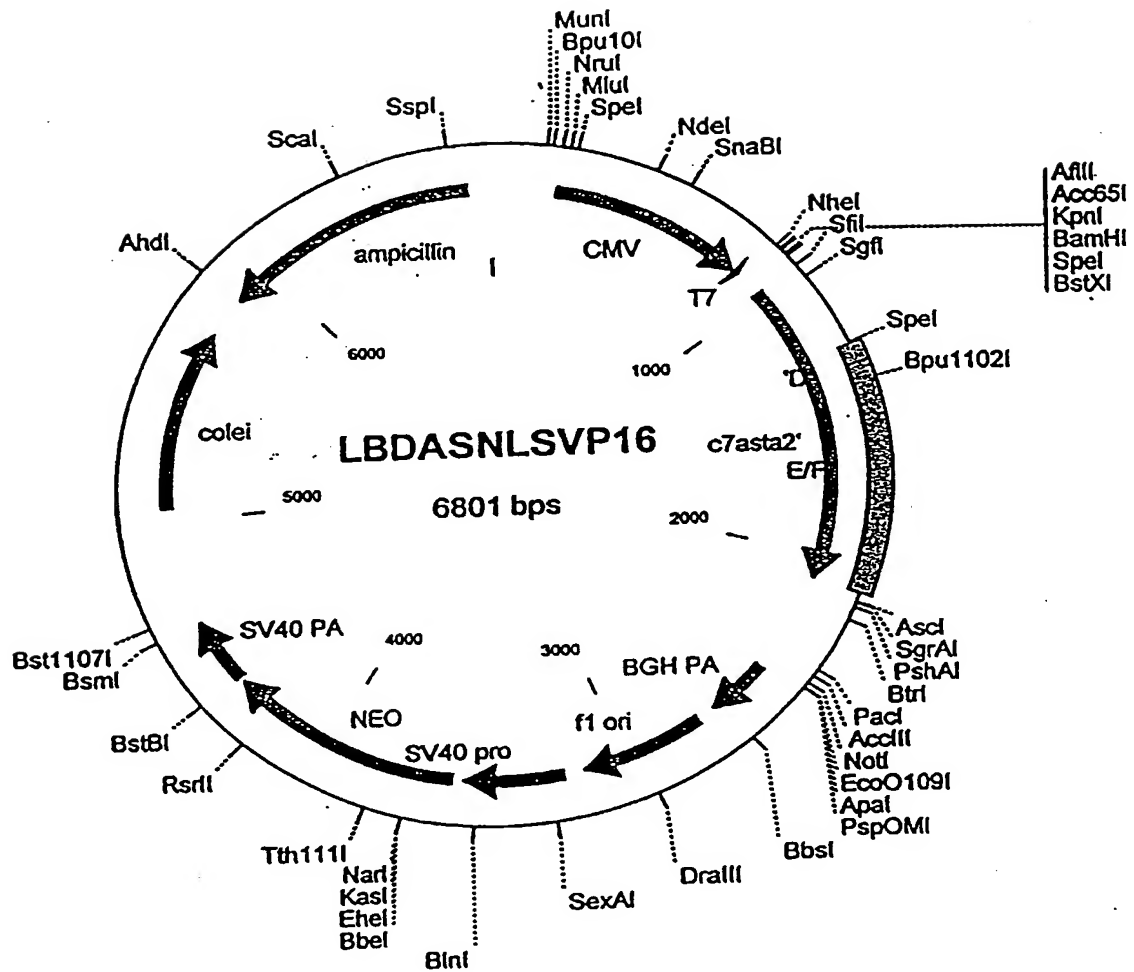 MunI
Bpu10I
NruI
MluI
SpeI
NdeI
SnaBI
NheI
SfiI
SgfI
AflII
Acc65I
KpnI
BamHI
SpeI
BstXI
SpeI
Bpu1102I
AscI
SgrAI
PshAI
BtrI
PacI
AccIII
NotI
EcoO109I
ApaI
PspOMI
BbsI
DraIII
SexAI
BlnI
NarI
KasI
EheI
BbeI
Tth111I
RsrII
BstBI
BsmI
Bst1107I
AhdI
ScaI
SspI
ampicillin
CMV
T7
'D
c7asta2'
E/F
BGH PA
f1 ori
SV40 pro
NEO
SV40 PA
colei
1000
2000
3000
4000
5000
6000
LBDASNLSVP16
6801 bps